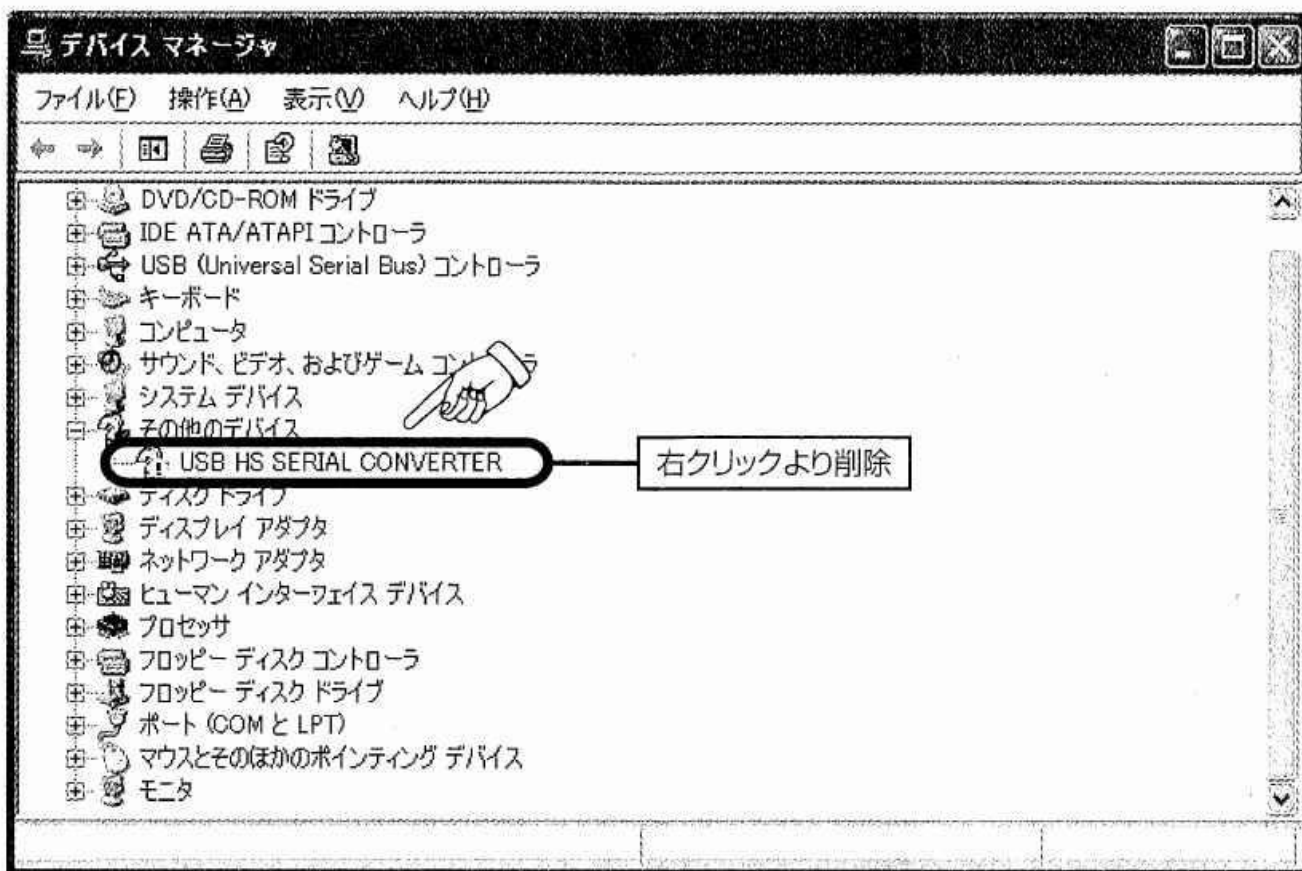 デバイス マネージャ
ファイル(F) 操作(A) 表示(V) ヘルプ(H)
DVD/CD-ROM ドライブ
IDE ATA/ATAPI コントローラ
USB (Universal Serial Bus) コントローラ
キーボード
コンピュータ
サウンド、ビデオ、およびゲーム コントローラ
システム デバイス
その他のデバイス
USB HS SERIAL CONVERTER
右クリックより削除
ディスク ドライブ
ディスプレイ アダプタ
ネットワーク アダプタ
ヒューマン インターフェイス デバイス
プロセッサ
フロッピー ディスク コントローラ
フロッピー ディスク ドライブ
ポート (COM と LPT)
マウスとそのほかのポインティング デバイス
モニタ